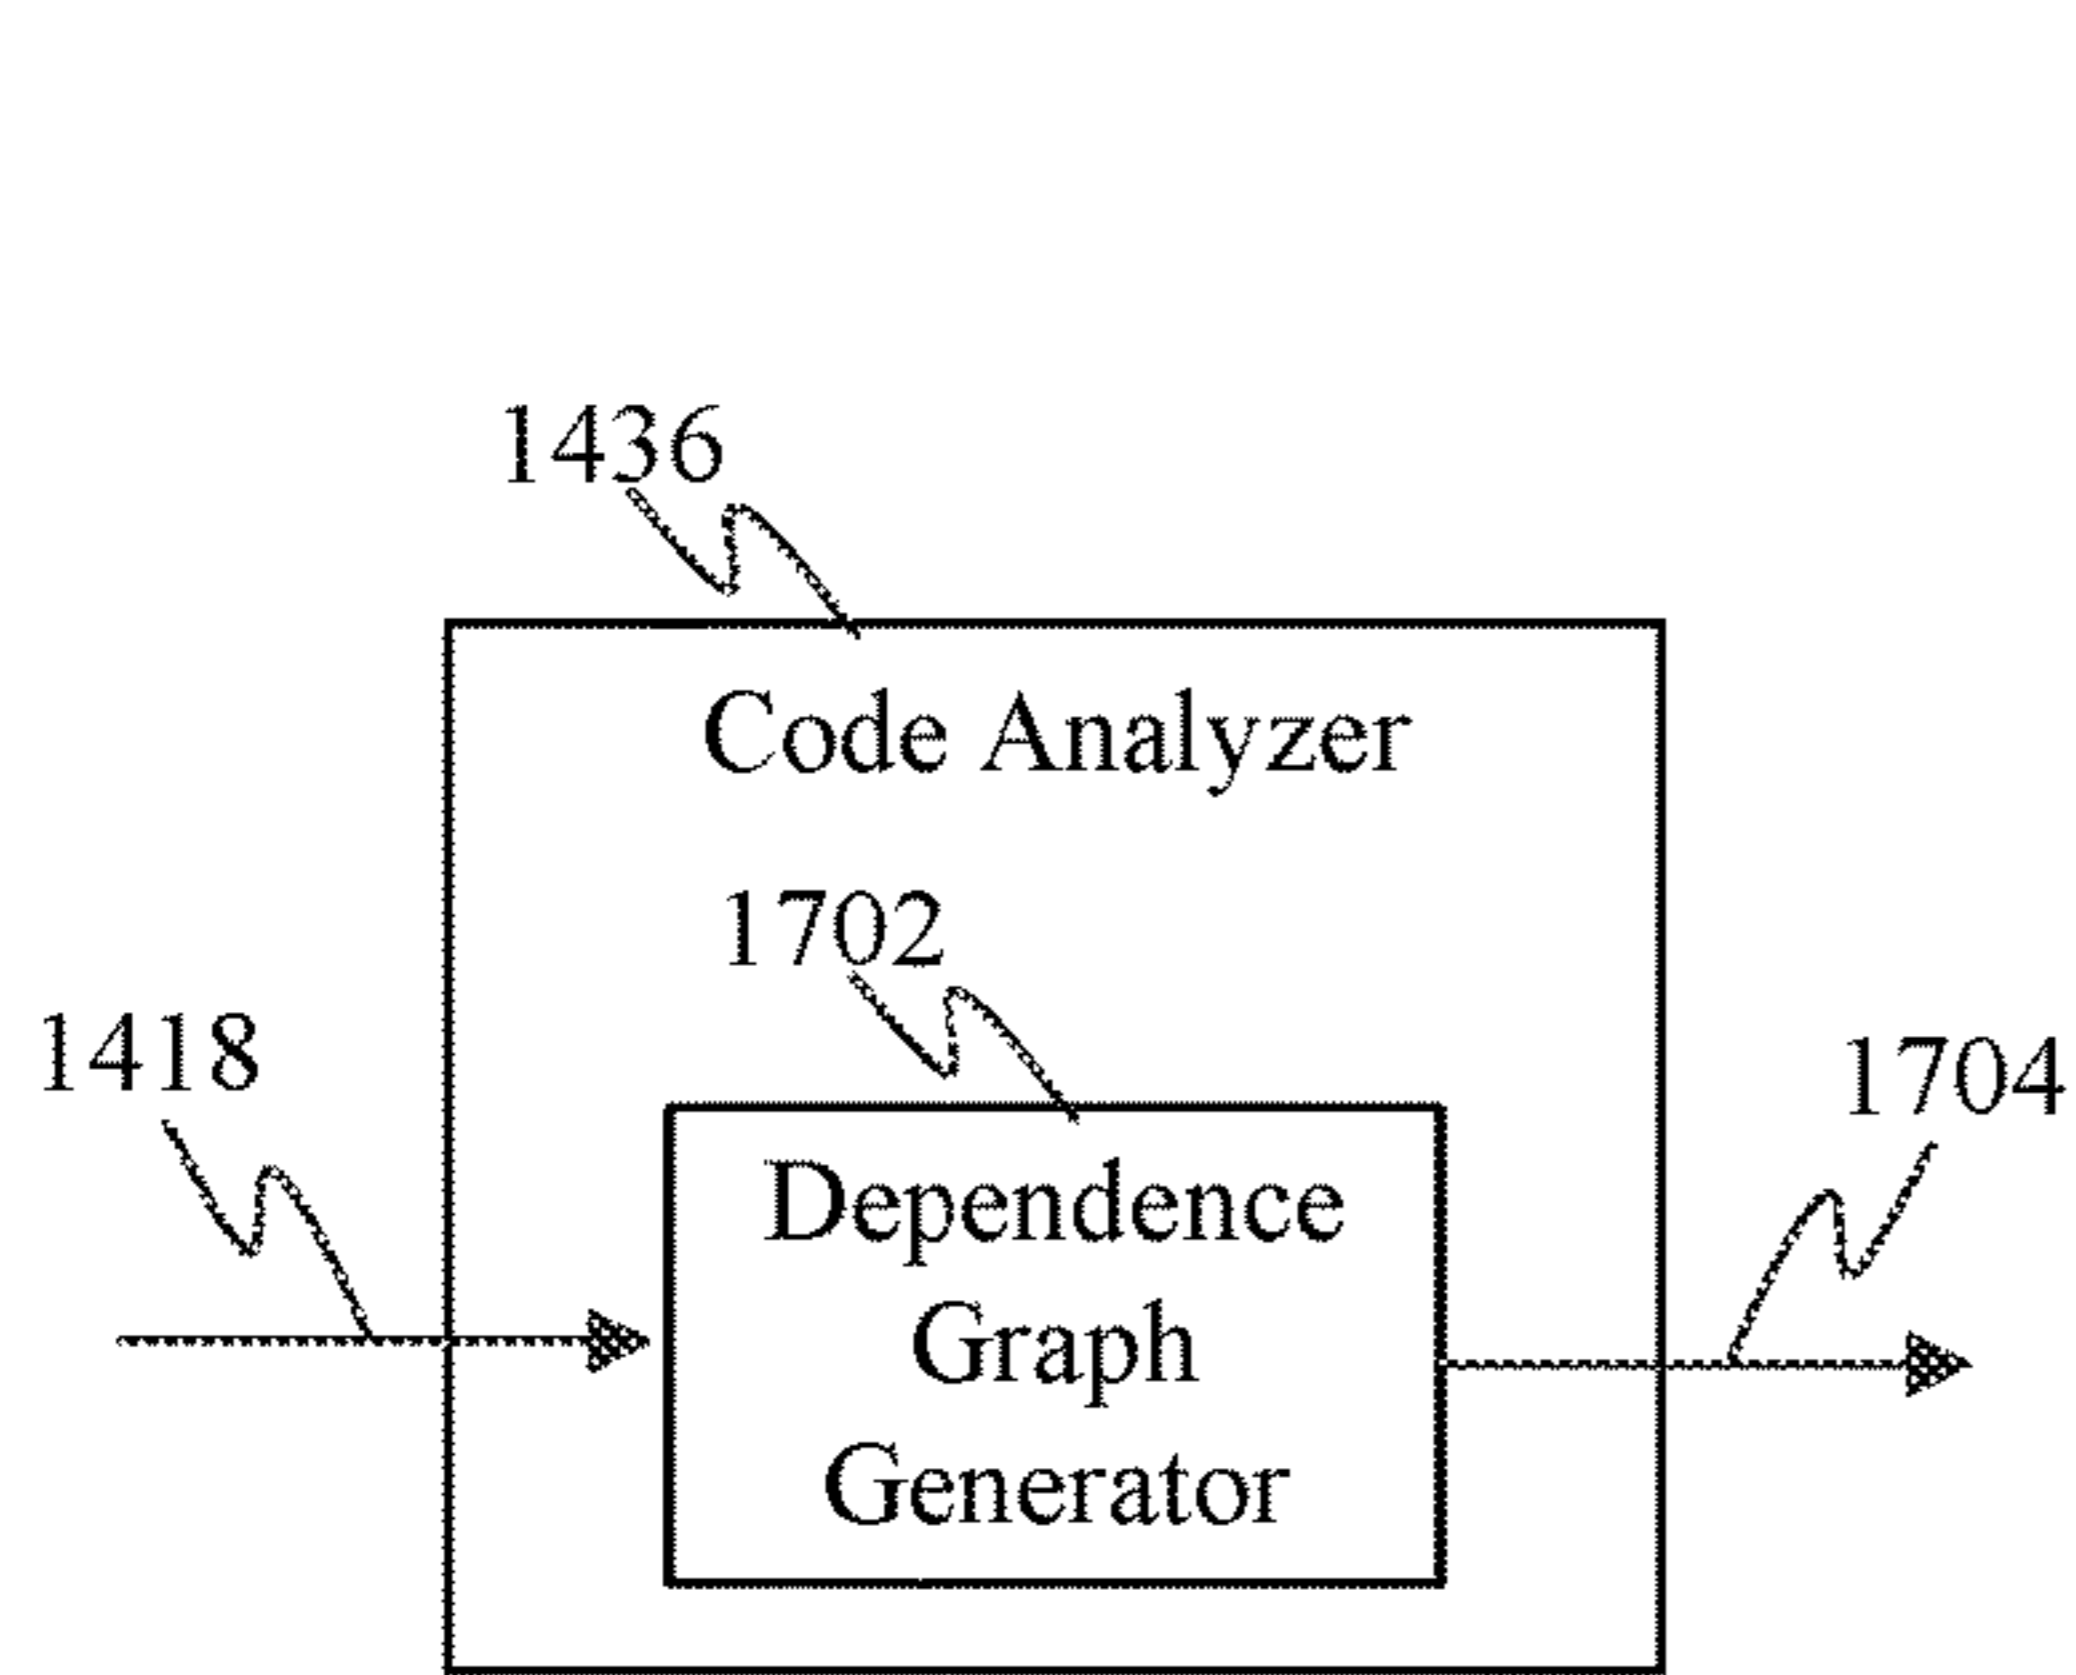 1436
Code Analyzer
1702
1418
1704
Dependence
Graph
Generator